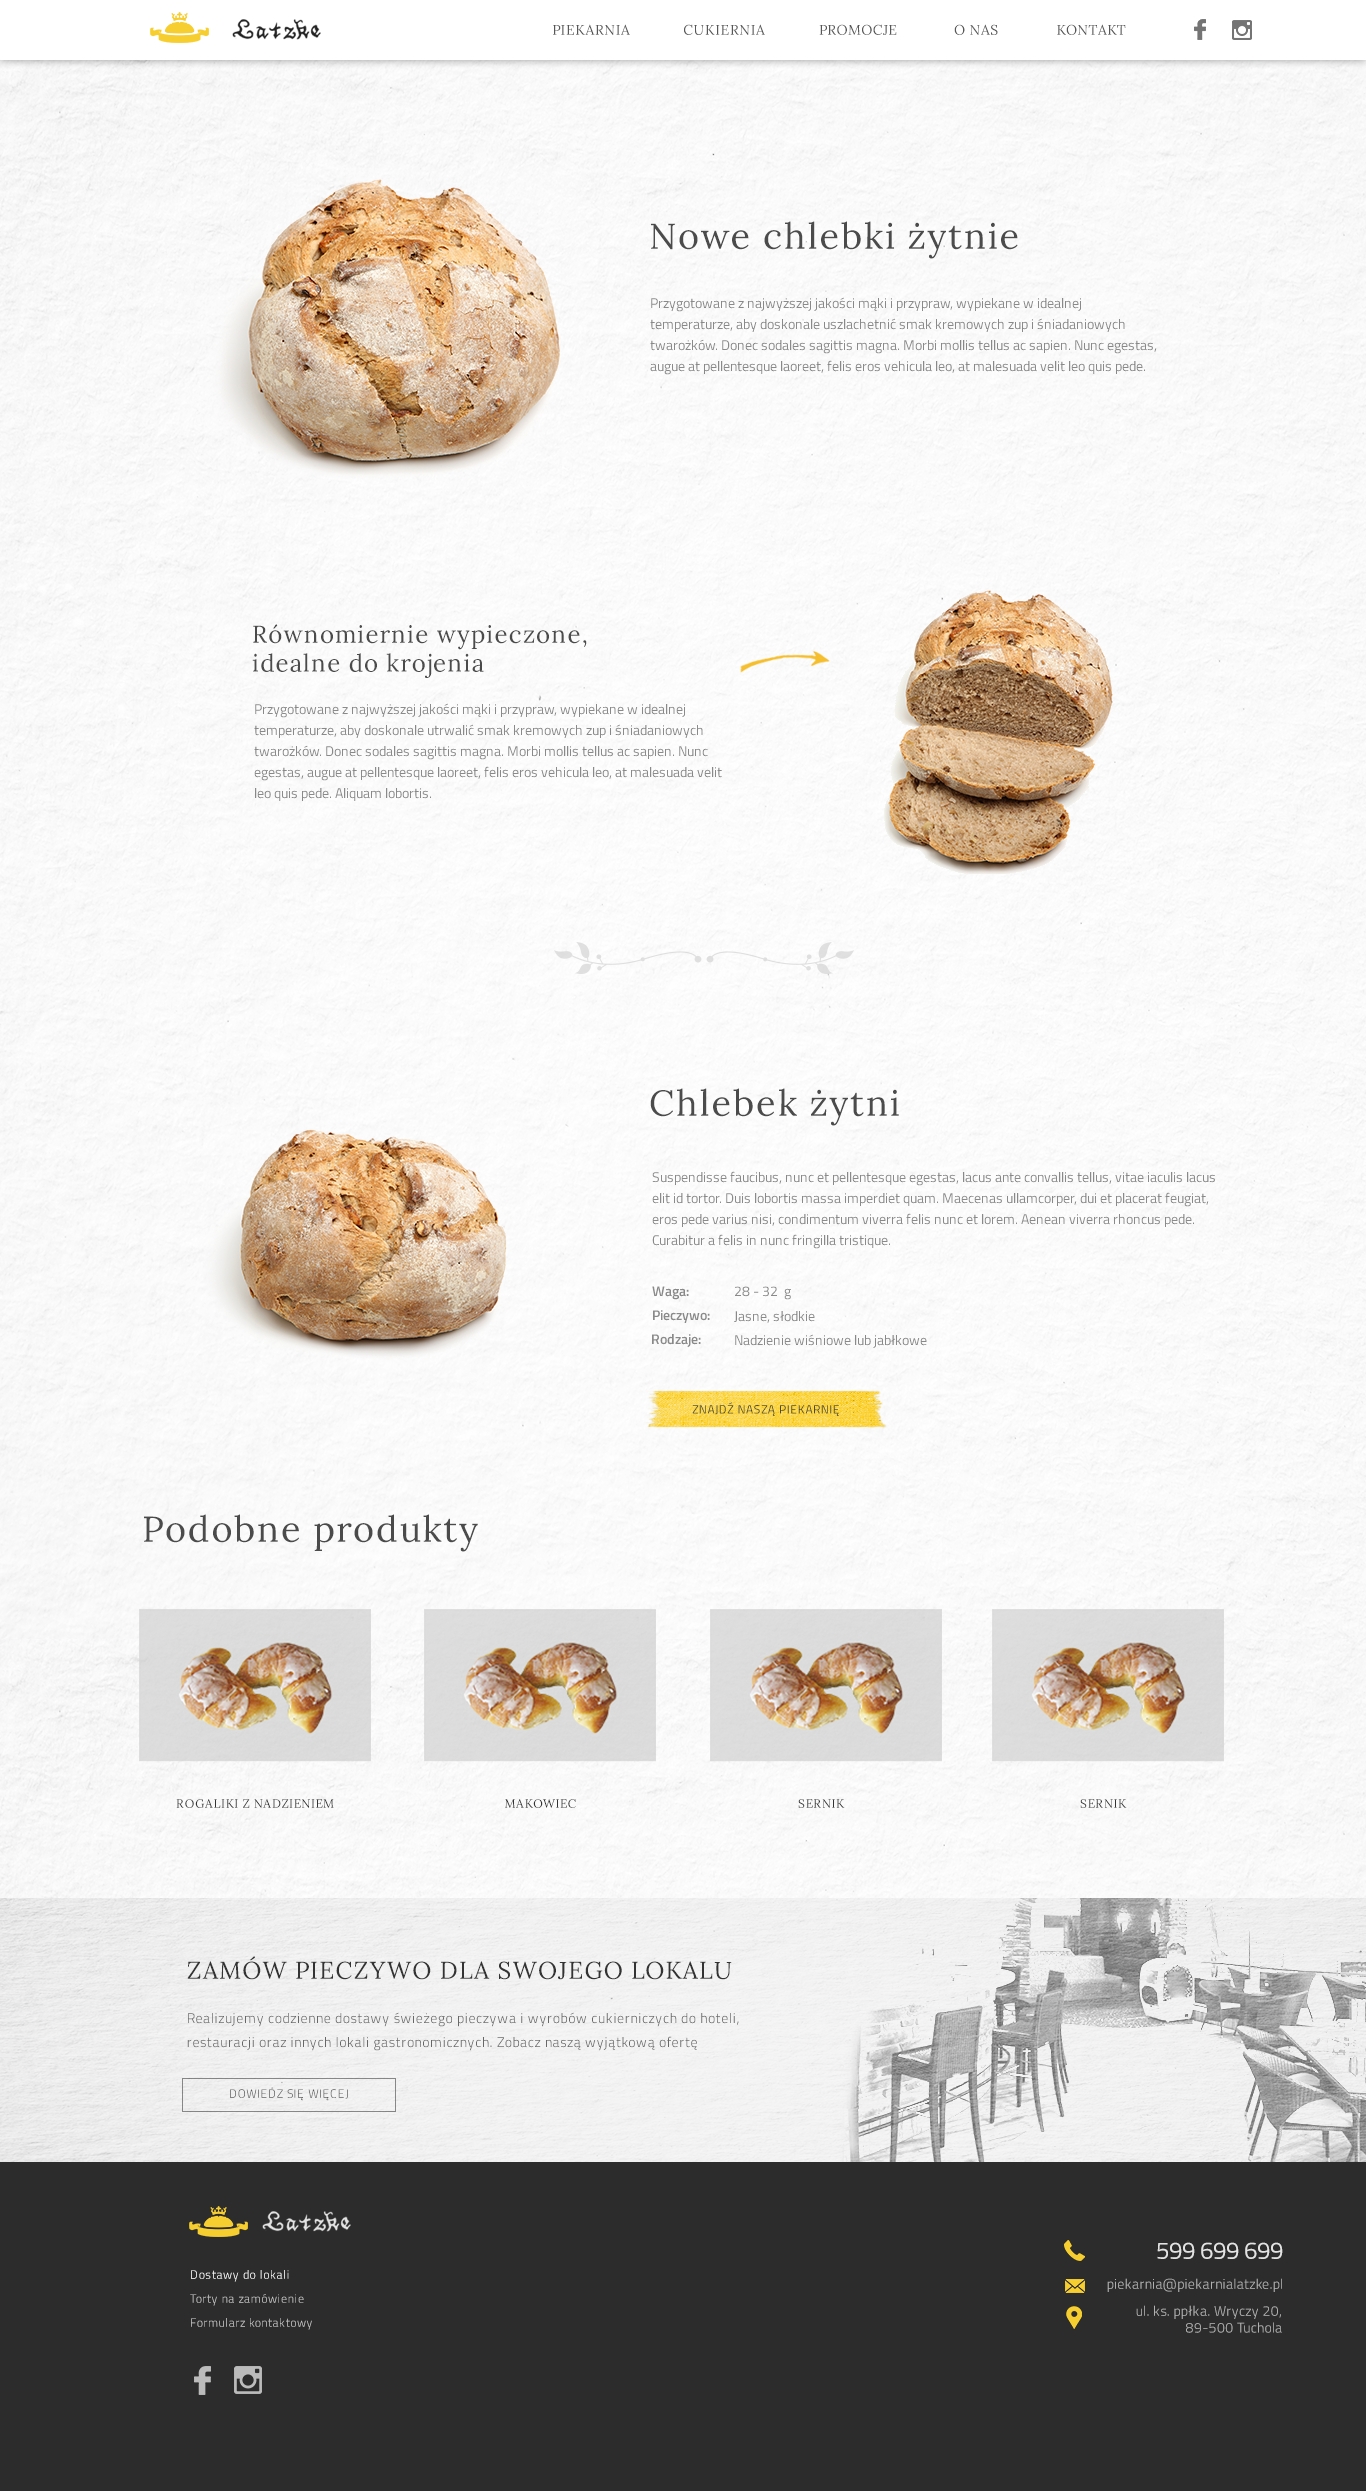 Latzke
PIEKARNIA
CUKIERNIA
PROMOCJE
O NAS
KONTAKT
Nowe chlebki żytnie
Przygotowane z najwyższej jakości mąki i przypraw, wypiekane w idealnej
temperaturze, aby doskonale uszlachetnić smak kremowych zup i śniadaniowych
twarożków. Donec sodales sagittis magna. Morbi mollis tellus ac sapien. Nunc egestas,
augue at pellentesque laoreet, felis eros vehicula leo, at malesuada velit leo quis pede.
Równomiernie wypieczone,
idealne do krojenia
Przygotowane z najwyższej jakości mąki i przypraw, wypiekane w idealnej
temperaturze, aby doskonale utrwalić smak kremowych zup i śniadaniowych
twarożków. Donec sodales sagittis magna. Morbi mollis tellus ac sapien. Nunc
egestas, augue at pellentesque laoreet, felis eros vehicula leo, at malesuada velit
leo quis pede. Aliquam lobortis.
Chlebek żytni
Suspendisse faucibus, nunc et pellentesque egestas, lacus ante convallis tellus, vitae iaculis lacus
elit id tortor. Duis lobortis massa imperdiet quam. Maecenas ullamcorper, dui et placerat feugiat,
eros pede varius nisi, condimentum viverra felis nunc et lorem. Aenean viverra rhoncus pede.
Curabitur a felis in nunc fringilla tristique.
Waga: 28 - 32 g
Pieczywo: Jasne, słodkie
Rodzaje: Nadzienie wiśniowe lub jabłkowe
ZNAJDŹ NASZĄ PIEKARNIĘ
Podobne produkty
ROGALIKI Z NADZIENIEM
MAKOWIEC
SERNIK
SERNIK
ZAMÓW PIECZYWO DLA SWOJEGO LOKALU
Realizujemy codzienne dostawy świeżego pieczywa i wyrobów cukierniczych do hoteli,
restauracji oraz innych lokali gastronomicznych. Zobacz naszą wyjątkową ofertę
DOWIEDZ SIĘ WIĘCEJ
Latzke
Dostawy do lokali
Torty na zamówienie
Formularz kontaktowy
599 699 699
piekarnia@piekarnialatzke.pl
ul. ks. ppłka. Wryczy 20,
89-500 Tuchola